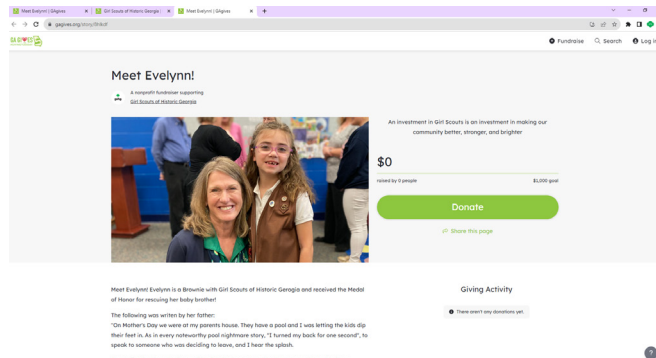 Meet Evelynn! | GAgives
Girl Scouts of Historic Georgia |
Meet Evelynn! | GAgives
Fundraise
Search
Log in
Meet Evelynn!
A nonprofit fundraiser supporting
Girl Scouts of Historic Georgia
An investment in Girl Scouts is an investment in making our
community better, stronger, and brighter
$0
raised by 0 people
$1,000 goal
Donate
Share this page
Meet Evelynn! Evelynn is a Brownie with Girl Scouts of Historic Gerogia and received the Medal
of Honor for rescuing her baby brother!
Giving Activity
There aren't any donations yet.
The following was writen by her father:
"On Mother's Day we were at my parents house. They have a pool and I was letting the kids dip
their feet in. As in every noteworthy pool nightmare story, "I turned my back for one second", to
speak to someone who was deciding to leave, and I hear the splash.